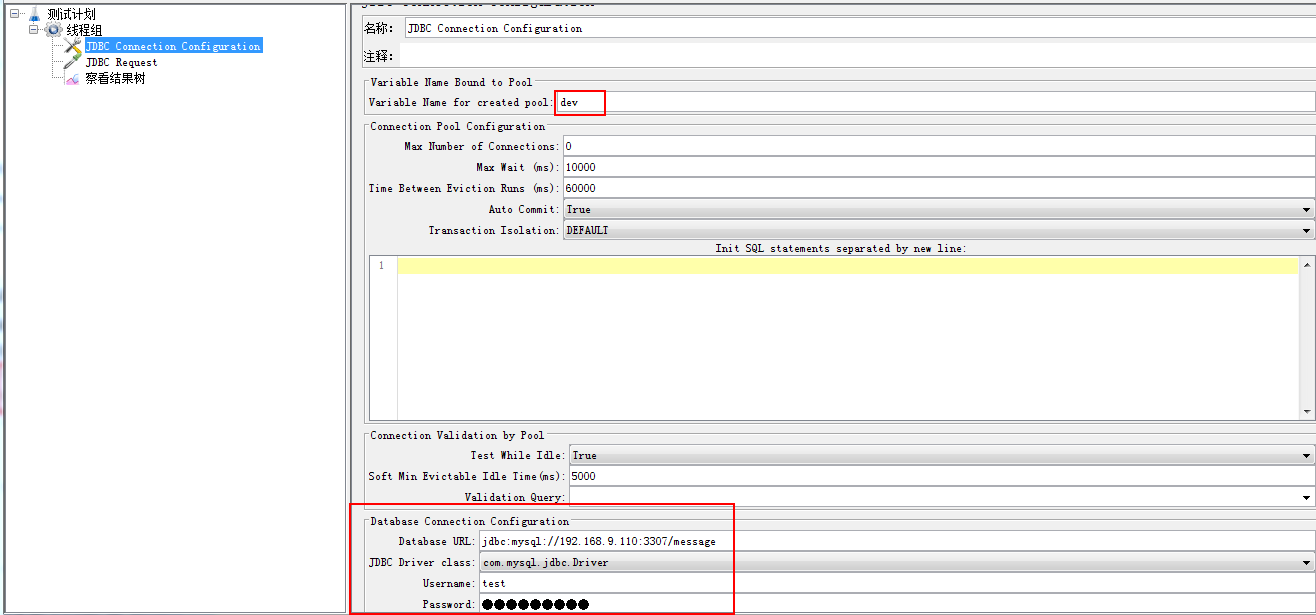 测试计划
线程组
JDBC Connection Configuration
JDBC Request
察看结果树
名称: JDBC Connection Configuration
注释:
Variable Name Bound to Pool
Variable Name for created pool: dev
Connection Pool Configuration
Max Number of Connections: 0
Max Wait (ms): 10000
Time Between Eviction Runs (ms): 60000
Auto Commit: True
Transaction Isolation: DEFAULT
Init SQL statements separated by new line:
1
Connection Validation by Pool
Test While Idle: True
Soft Min Evictable Idle Time(ms): 5000
Validation Query:
Database Connection Configuration
Database URL: jdbc:mysql://192.168.9.110:3307/message
JDBC Driver class: com.mysql.jdbc.Driver
Username: test
Password: ●●●●●●●●●